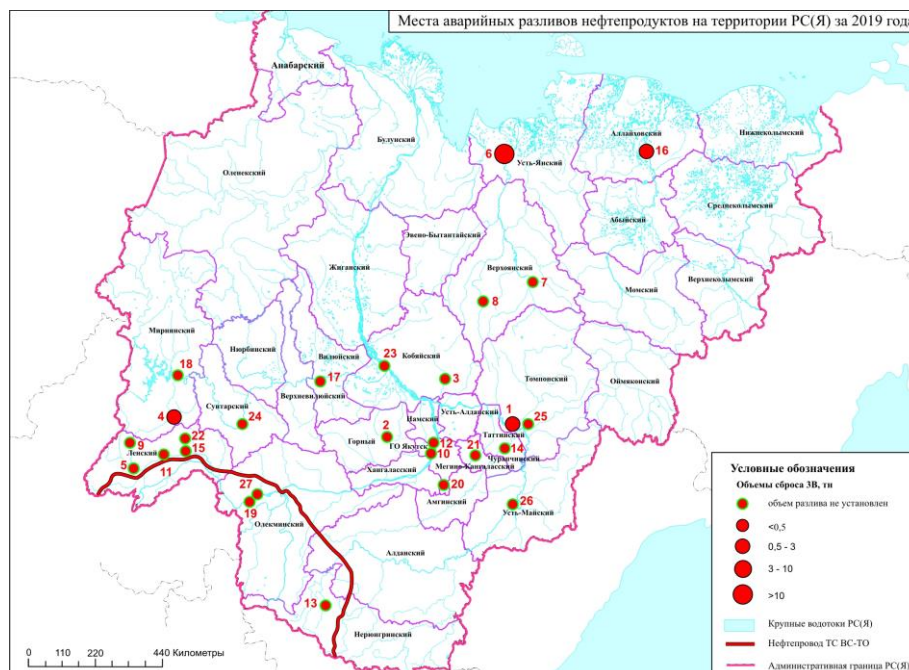 Места аварийных разливов нефтепродуктов на территории РС(Я) за 2019 года
Анабарский
Булунский
Аллайховский
Нижнеколымский
6
Усть-Янский
16
Оленекский
Среднеколымский
Абыйский
Эвено-Бытантайский
Жиганский
Верхоянский
7
Момский
Верхнеколымский
8
Мирнинский
Нюрбинский
Вилюйский
23
Кобяйский
18
17
3
Томпонский
Оймяконский
Верхневилюйский
4
Сунтарский
24
Намский
Усть-Алданский
1
25
2
Горный
ГО Якутск
12
Таттинский
9
22
Ленский
15
10
21
14
Чурапчинский
Мегино-Кангаласский
5
11
Хангаласский
20
27
Амгинский
26
19
Усть-Майский
Олекминский
Алданский
13
Нерюнгринский
0 110 220 440 Километры
Условные обозначения
Объемы сброса ЗВ, тн
объем разлива не установлен
<0,5
0,5 - 3
3 - 10
>10
Крупные водотоки РС(Я)
Нефтепровод ТС ВС-ТО
Административная граница РС(Я)